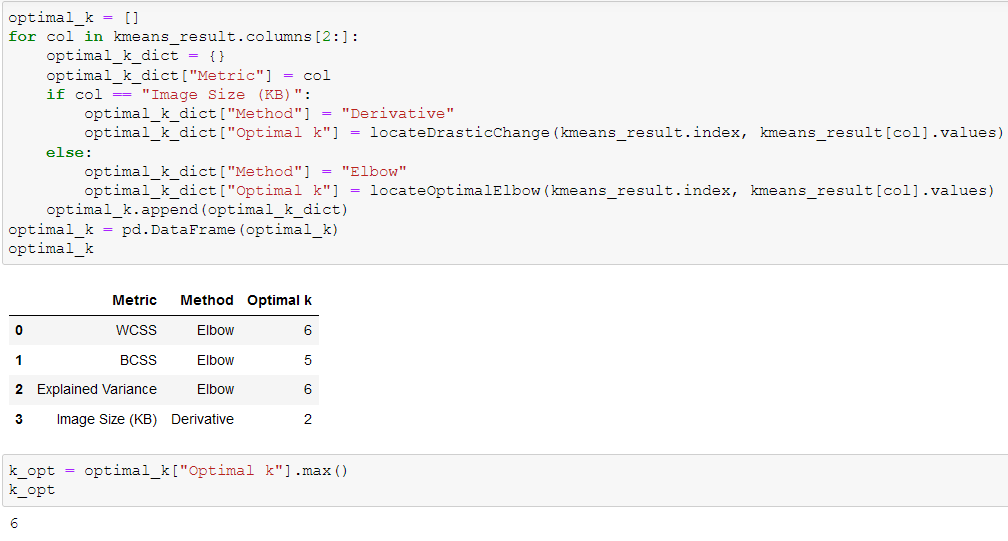 optimal_k = []
for col in kmeans_result.columns[2:]:
    optimal_k_dict = {}
    optimal_k_dict["Metric"] = col
    if col == "Image Size (KB)":
        optimal_k_dict["Method"] = "Derivative"
        optimal_k_dict["Optimal k"] = locateDrasticChange(kmeans_result.index, kmeans_result[col].values)
    else:
        optimal_k_dict["Method"] = "Elbow"
        optimal_k_dict["Optimal k"] = locateOptimalElbow(kmeans_result.index, kmeans_result[col].values)
    optimal_k.append(optimal_k_dict)
optimal_k = pd.DataFrame(optimal_k)
optimal_k
Metric Method Optimal k
0 WCSS Elbow 6
1 BCSS Elbow 5
2 Explained Variance Elbow 6
3 Image Size (KB) Derivative 2
k_opt = optimal_k["Optimal k"].max()
k_opt
6